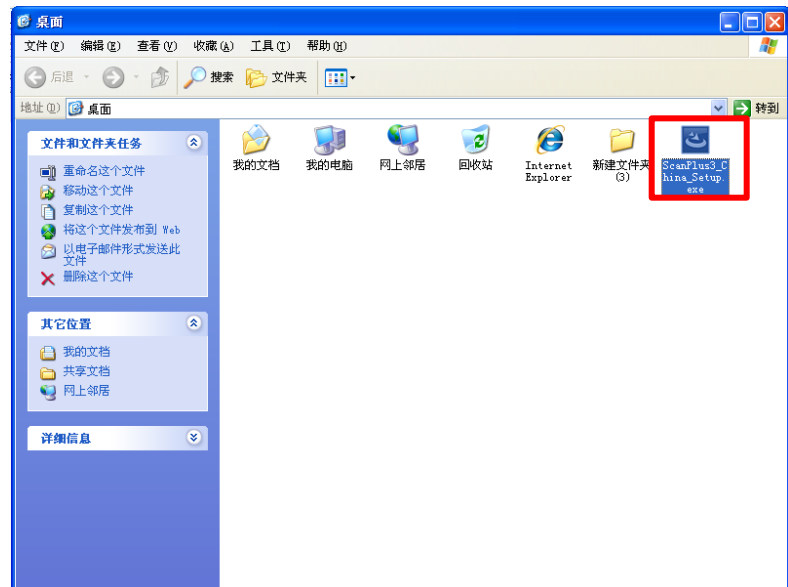 桌面
文件(F) 编辑(E) 查看(V) 收藏(A) 工具(T) 帮助(H)
后退 搜索 文件夹
地址(D) 桌面 转到
文件和文件夹任务
重命名这个文件
移动这个文件
复制这个文件
将这个文件发布到 Web
以电子邮件形式发送此
文件
删除这个文件
其它位置
我的文档
共享文档
网上邻居
详细信息
我的文档
我的电脑
网上邻居
回收站
Internet
Explorer
新建文件夹
(3)
ScanPlus3_C
hina_Setup.
exe